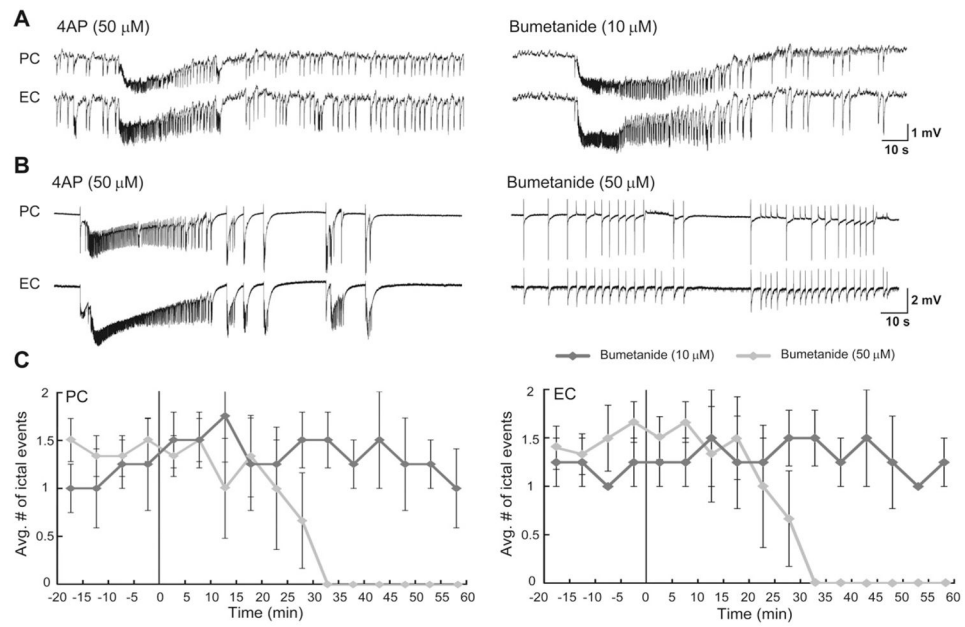 A
4AP (50 μM)
Bumetanide (10 μM)
PC
EC
1 mV
10 s
B
4AP (50 μM)
Bumetanide (50 μM)
PC
EC
2 mV
10 s
C
Bumetanide (10 μM)
Bumetanide (50 μM)
PC
Avg. # of ictal events
2
1.5
1
0.5
0
-20 -15 -10 -5 0 5 10 15 20 25 30 35 40 45 50 55 60
Time (min)
EC
Avg. # of ictal events
2
1.5
1
0.5
0
-20 -15 -10 -5 0 5 10 15 20 25 30 35 40 45 50 55 60
Time (min)